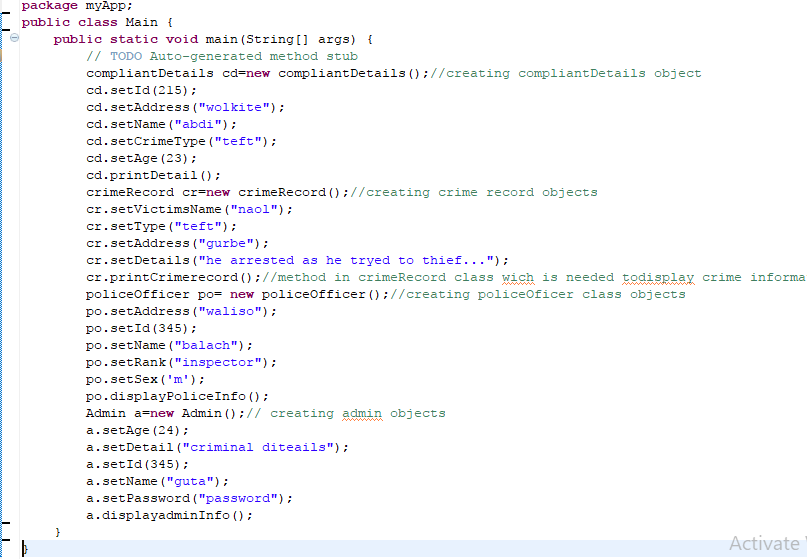 package myApp;
public class Main {
    public static void main(String[] args) {
        // TODO Auto-generated method stub
        compliantDetails cd=new compliantDetails();//creating compliantDetails object
        cd.setId(215);
        cd.setAddress("wolkite");
        cd.setName("abdi");
        cd.setCrimeType("teft");
        cd.setAge(23);
        cd.printDetail();
        crimeRecord cr=new crimeRecord();//creating crime record objects
        cr.setVictimsName("naol");
        cr.setType("teft");
        cr.setAddress("gurbe");
        cr.setDetails("he arrested as he tryed to thief...");
        cr.printCrimerecord();//method in crimeRecord class wich is needed todisplay crime informa
        policeOfficer po= new policeOfficer();//creating policeOficer class objects
        po.setAddress("waliso");
        po.setId(345);
        po.setName("balach");
        po.setRank("inspector");
        po.setSex('m');
        po.displayPoliceInfo();
        Admin a=new Admin();// creating admin objects
        a.setAge(24);
        a.setDetail("criminal diteails");
        a.setId(345);
        a.setName("guta");
        a.setPassword("password");
        a.displayadminInfo();
    }
}
Activate